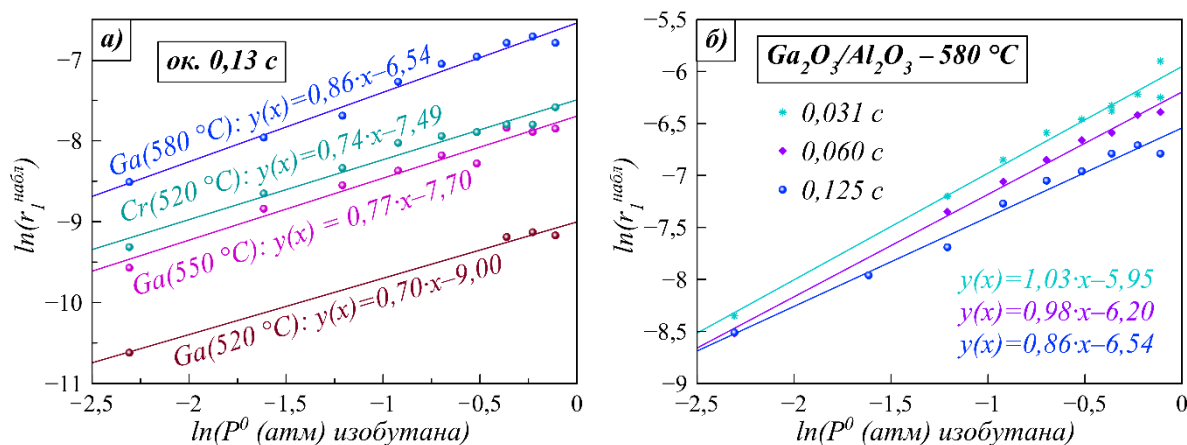 а)
ок. 0,13 с
Ga(580 °C): y(x)=0,86·x–6,54
Cr(520 °C): y(x)=0,74·x–7,49
Ga(550 °C): y(x) = 0,77·x–7,70
Ga(520 °C): y(x)=0,70·x–9,00
ln(r₁ᴴᵃᵇˡ)
−7
−8
−9
−10
−11
−2,5
−2
−1,5
−1
−0,5
0
ln(P⁰ (атм) изобутана)
б)
Ga₂O₃/Al₂O₃ – 580 °C
0,031 с
0,060 с
0,125 с
y(x)=1,03·x–5,95
y(x)=0,98·x–6,20
y(x)=0,86·x–6,54
ln(r₁набл)
−5,5
−6
−6,5
−7
−7,5
−8
−8,5
−9
−2,5
−2
−1,5
−1
−0,5
0
ln(P⁰ (атм) изобутана)